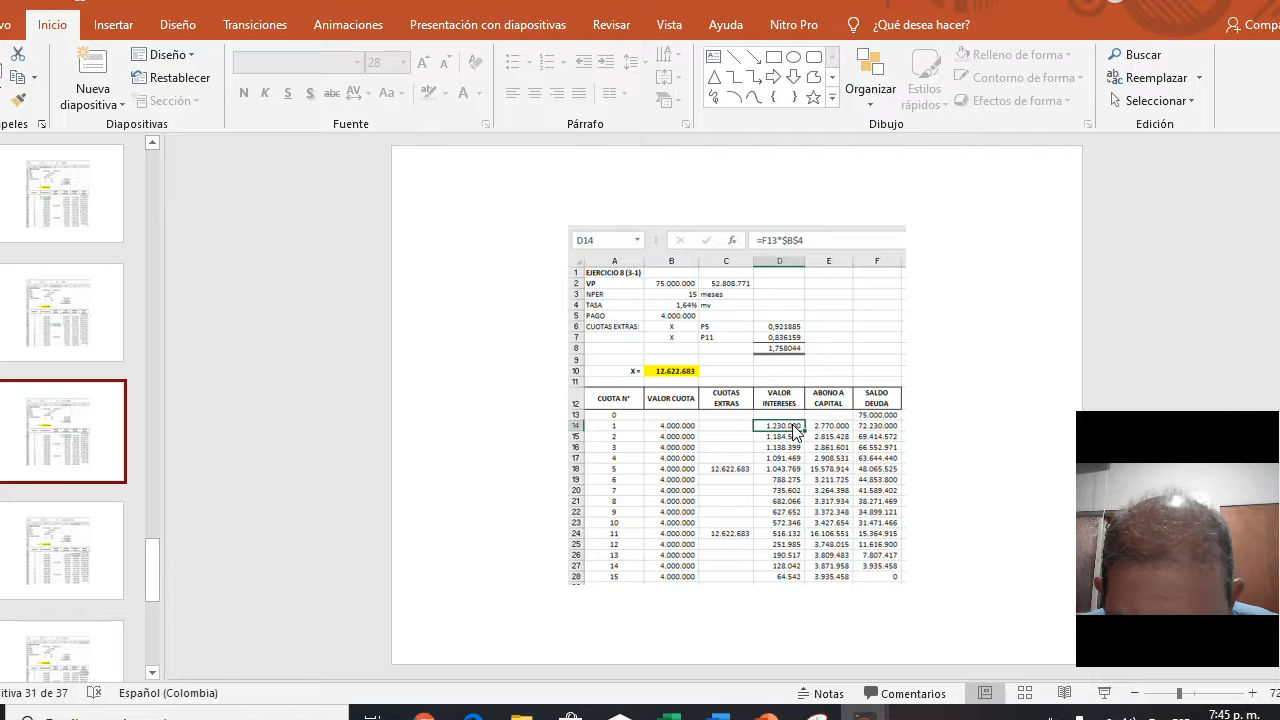 vo Inicio Insertar Diseño Transiciones Animaciones Presentación con diapositivas Revisar Vista Ayuda Nitro Pro ¿Qué desea hacer? Compa
Nueva diapositiva
Diseño
Restablecer
Sección
28
N K S S abc AV Aa A
Organizar
Estilos rápidos
Relleno de forma
Contorno de forma
Efectos de forma
Buscar
Reemplazar
Seleccionar
apeles Diapositivas Fuente Párrafo Dibujo Edición
D14 fx =F13*$B$4
A B C D E F
1 EJERCICIO 8 (3-1)
2 VP 75.000.000 52.808.771
3 NPER 15 meses
4 TASA 1,64% mv
5 PAGO 4.000.000
6 CUOTAS EXTRAS: X P5 0,921885
7 X P11 0,836159
8 1,758044
9
10 X = 12.622.683
11
12 CUOTA N° VALOR CUOTA CUOTAS EXTRAS VALOR INTERESES ABONO A CAPITAL SALDO DEUDA
13 0 75.000.000
14 1 4.000.000 1.230.000 2.770.000 72.230.000
15 2 4.000.000 2.815.428 69.414.572
16 3 4.000.000 1.138.399 2.861.601 66.552.971
17 4 4.000.000 1.091.469 2.908.531 63.644.440
18 5 4.000.000 12.622.683 1.043.769 15.578.914 48.065.525
19 6 4.000.000 788.275 3.211.725 44.853.800
20 7 4.000.000 735.602 3.264.398 41.589.402
21 8 4.000.000 682.066 3.317.934 38.271.469
22 9 4.000.000 627.652 3.372.348 34.899.121
23 10 4.000.000 572.346 3.427.654 31.471.466
24 11 4.000.000 12.622.683 516.132 16.106.551 15.364.915
25 12 4.000.000 251.985 3.748.015 11.616.900
26 13 4.000.000 190.517 3.809.483 7.807.417
27 14 4.000.000 128.042 3.871.958 3.935.458
28 15 4.000.000 64.542 3.935.458 0
sitiva 31 de 37 Español (Colombia) Notas Comentarios 72
7:45 p. m.